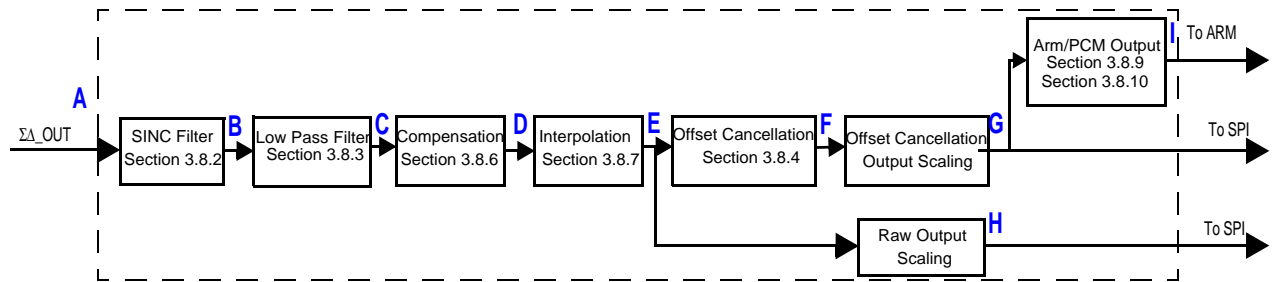 A
ΣΔ_OUT
SINC Filter
Section 3.8.2
B
Low Pass Filter
Section 3.8.3
C
Compensation
Section 3.8.6
D
Interpolation
Section 3.8.7
E
Offset Cancellation
Section 3.8.4
F
Offset Cancellation
Output Scaling
G
Arm/PCM Output
Section 3.8.9
Section 3.8.10
I
To ARM
To SPI
Raw Output
Scaling
H
To SPI